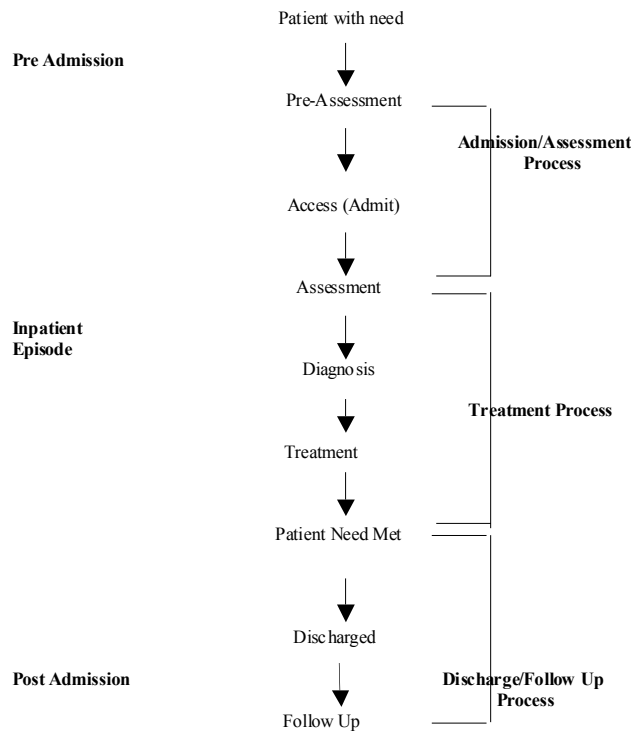 Patient with need
Pre Admission
Pre-Assessment
Admission/Assessment
Process
Access (Admit)
Assessment
Inpatient
Episode
Diagnosis
Treatment Process
Treatment
Patient Need Met
Discharged
Post Admission
Discharge/Follow Up
Process
Follow Up